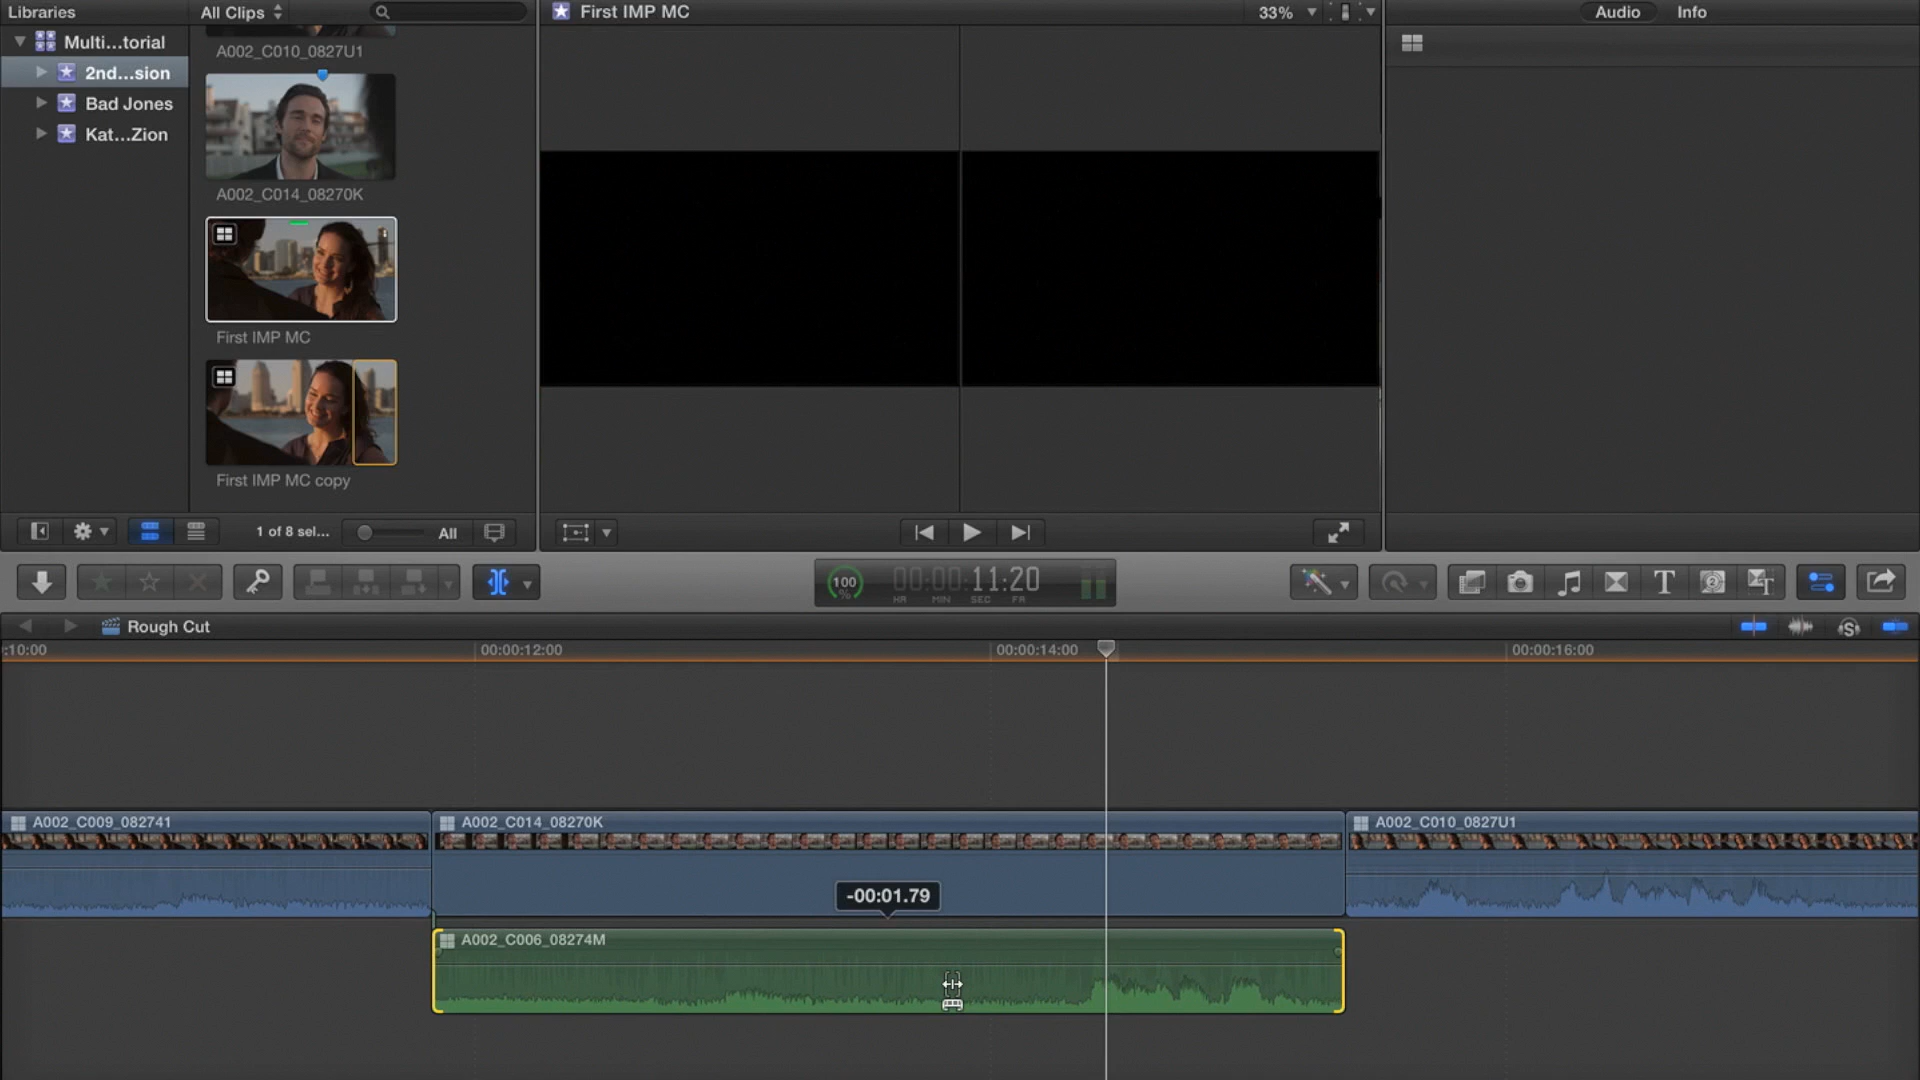 Libraries
All Clips
First IMP MC
33%
Audio
Info
Multi...torial
2nd...sion
Bad Jones
Kat...Zion
A002_C010_0827U1
A002_C014_08270K
First IMP MC
First IMP MC copy
1 of 8 sel...
All
100
%
00:00:11:20
HR MIN SEC FR
T
2
T
Rough Cut
S
:10:00
00:00:12:00
00:00:14:00
00:00:16:00
A002_C009_082741
A002_C014_08270K
A002_C010_0827U1
-00:01.79
A002_C006_08274M